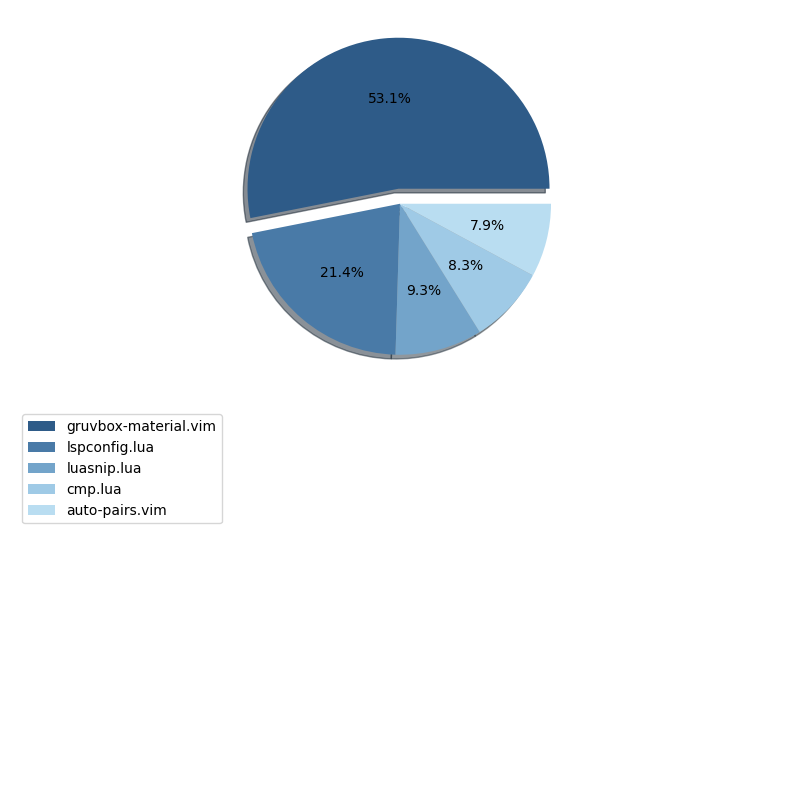 53.1%
7.9%
8.3%
21.4%
9.3%
gruvbox-material.vim
lspconfig.lua
luasnip.lua
cmp.lua
auto-pairs.vim